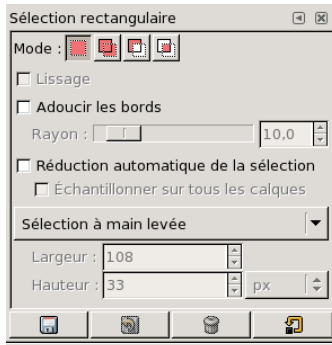 Sélection rectangulaire
Mode :
Lissage
Adoucir les bords
Rayon : 10,0
Réduction automatique de la sélection
Échantillonner sur tous les calques
Sélection à main levée
Largeur : 108
Hauteur : 33 px